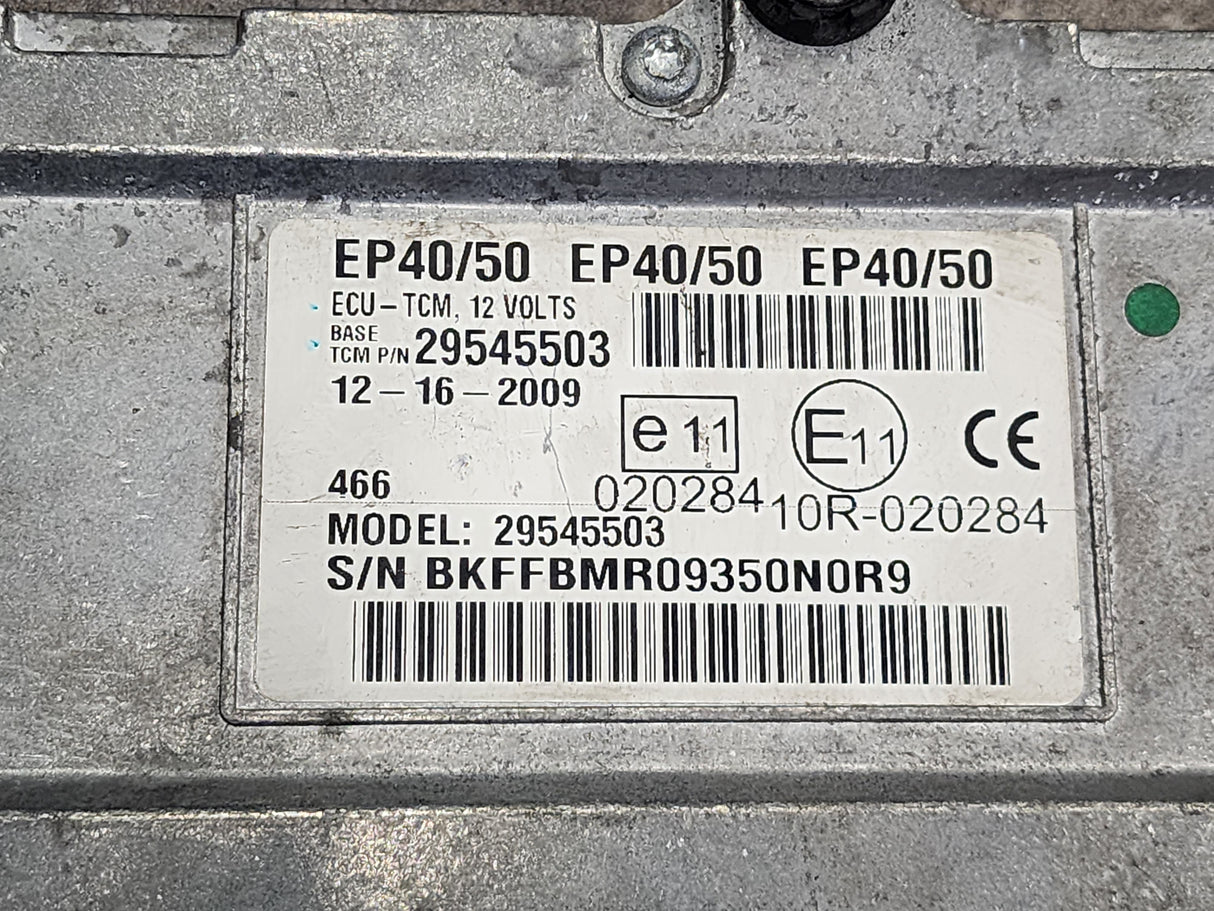 EP40/50 EP40/50 EP40/50
ECU-TCM, 12 VOLTS
BASE
TCM P/N 29545503
12-16-2009
e 11
E11
CE
466
020284
10R-020284
MODEL: 29545503
S/N BKFFBMR09350N0R9